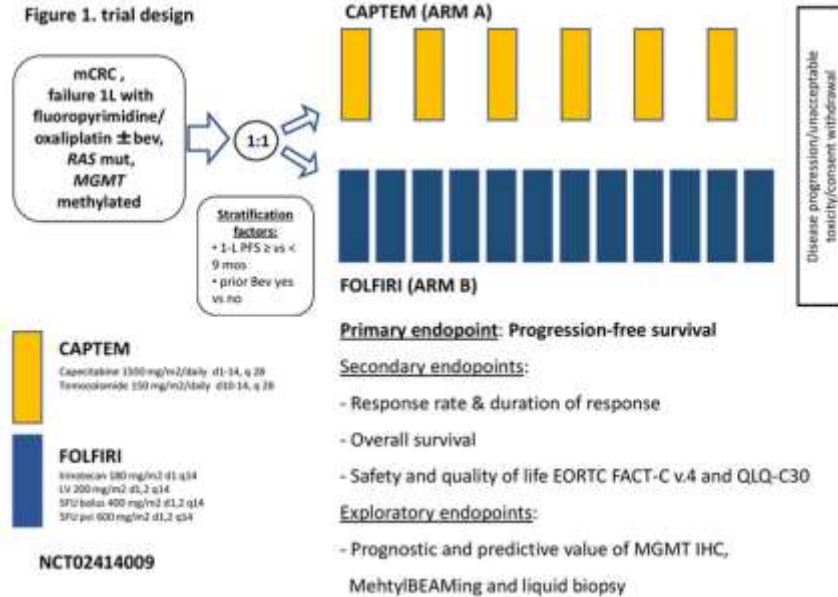 Figure 1. trial design
CAPTEM (ARM A)
mCRC ,
failure 1L with
fluoropyrimidine/
oxaliplatin ± bev,
RAS mut,
MGMT
methylated
1:1
Stratification
factors:
• 1-L PFS ≥ vs <
9 mos
• prior Bev yes
vs no
FOLFIRI (ARM B)
Disease progression/unacceptable
toxicity/consent withdrawal
CAPTEM
Capecitabine 1500 mg/m2/daily d1-14, q 28
Temozolomide 150 mg/m2/daily d10-14, q 28
FOLFIRI
Irinotecan 180 mg/m2 d1 q14
LV 200 mg/m2 d1,2 q14
5FU bolus 400 mg/m2 d1,2 q14
5FU pvi 600 mg/m2 d1,2 q14
NCT02414009
Primary endpoint: Progression-free survival
Secondary endpoints:
- Response rate & duration of response
- Overall survival
- Safety and quality of life EORTC FACT-C v.4 and QLQ-C30
Exploratory endpoints:
- Prognostic and predictive value of MGMT IHC,
MehtylBEAMing and liquid biopsy